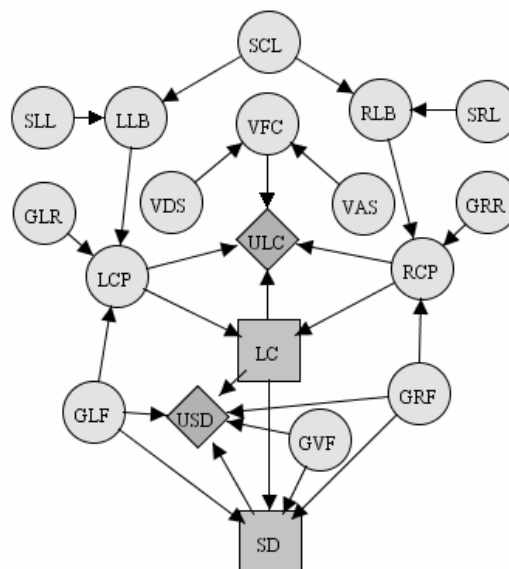 SCL
SLL
LLB
VFC
RLB
SRL
GLR
VDS
VAS
GRR
ULC
LCP
RCP
LC
GLF
USD
GRF
GVF
SD